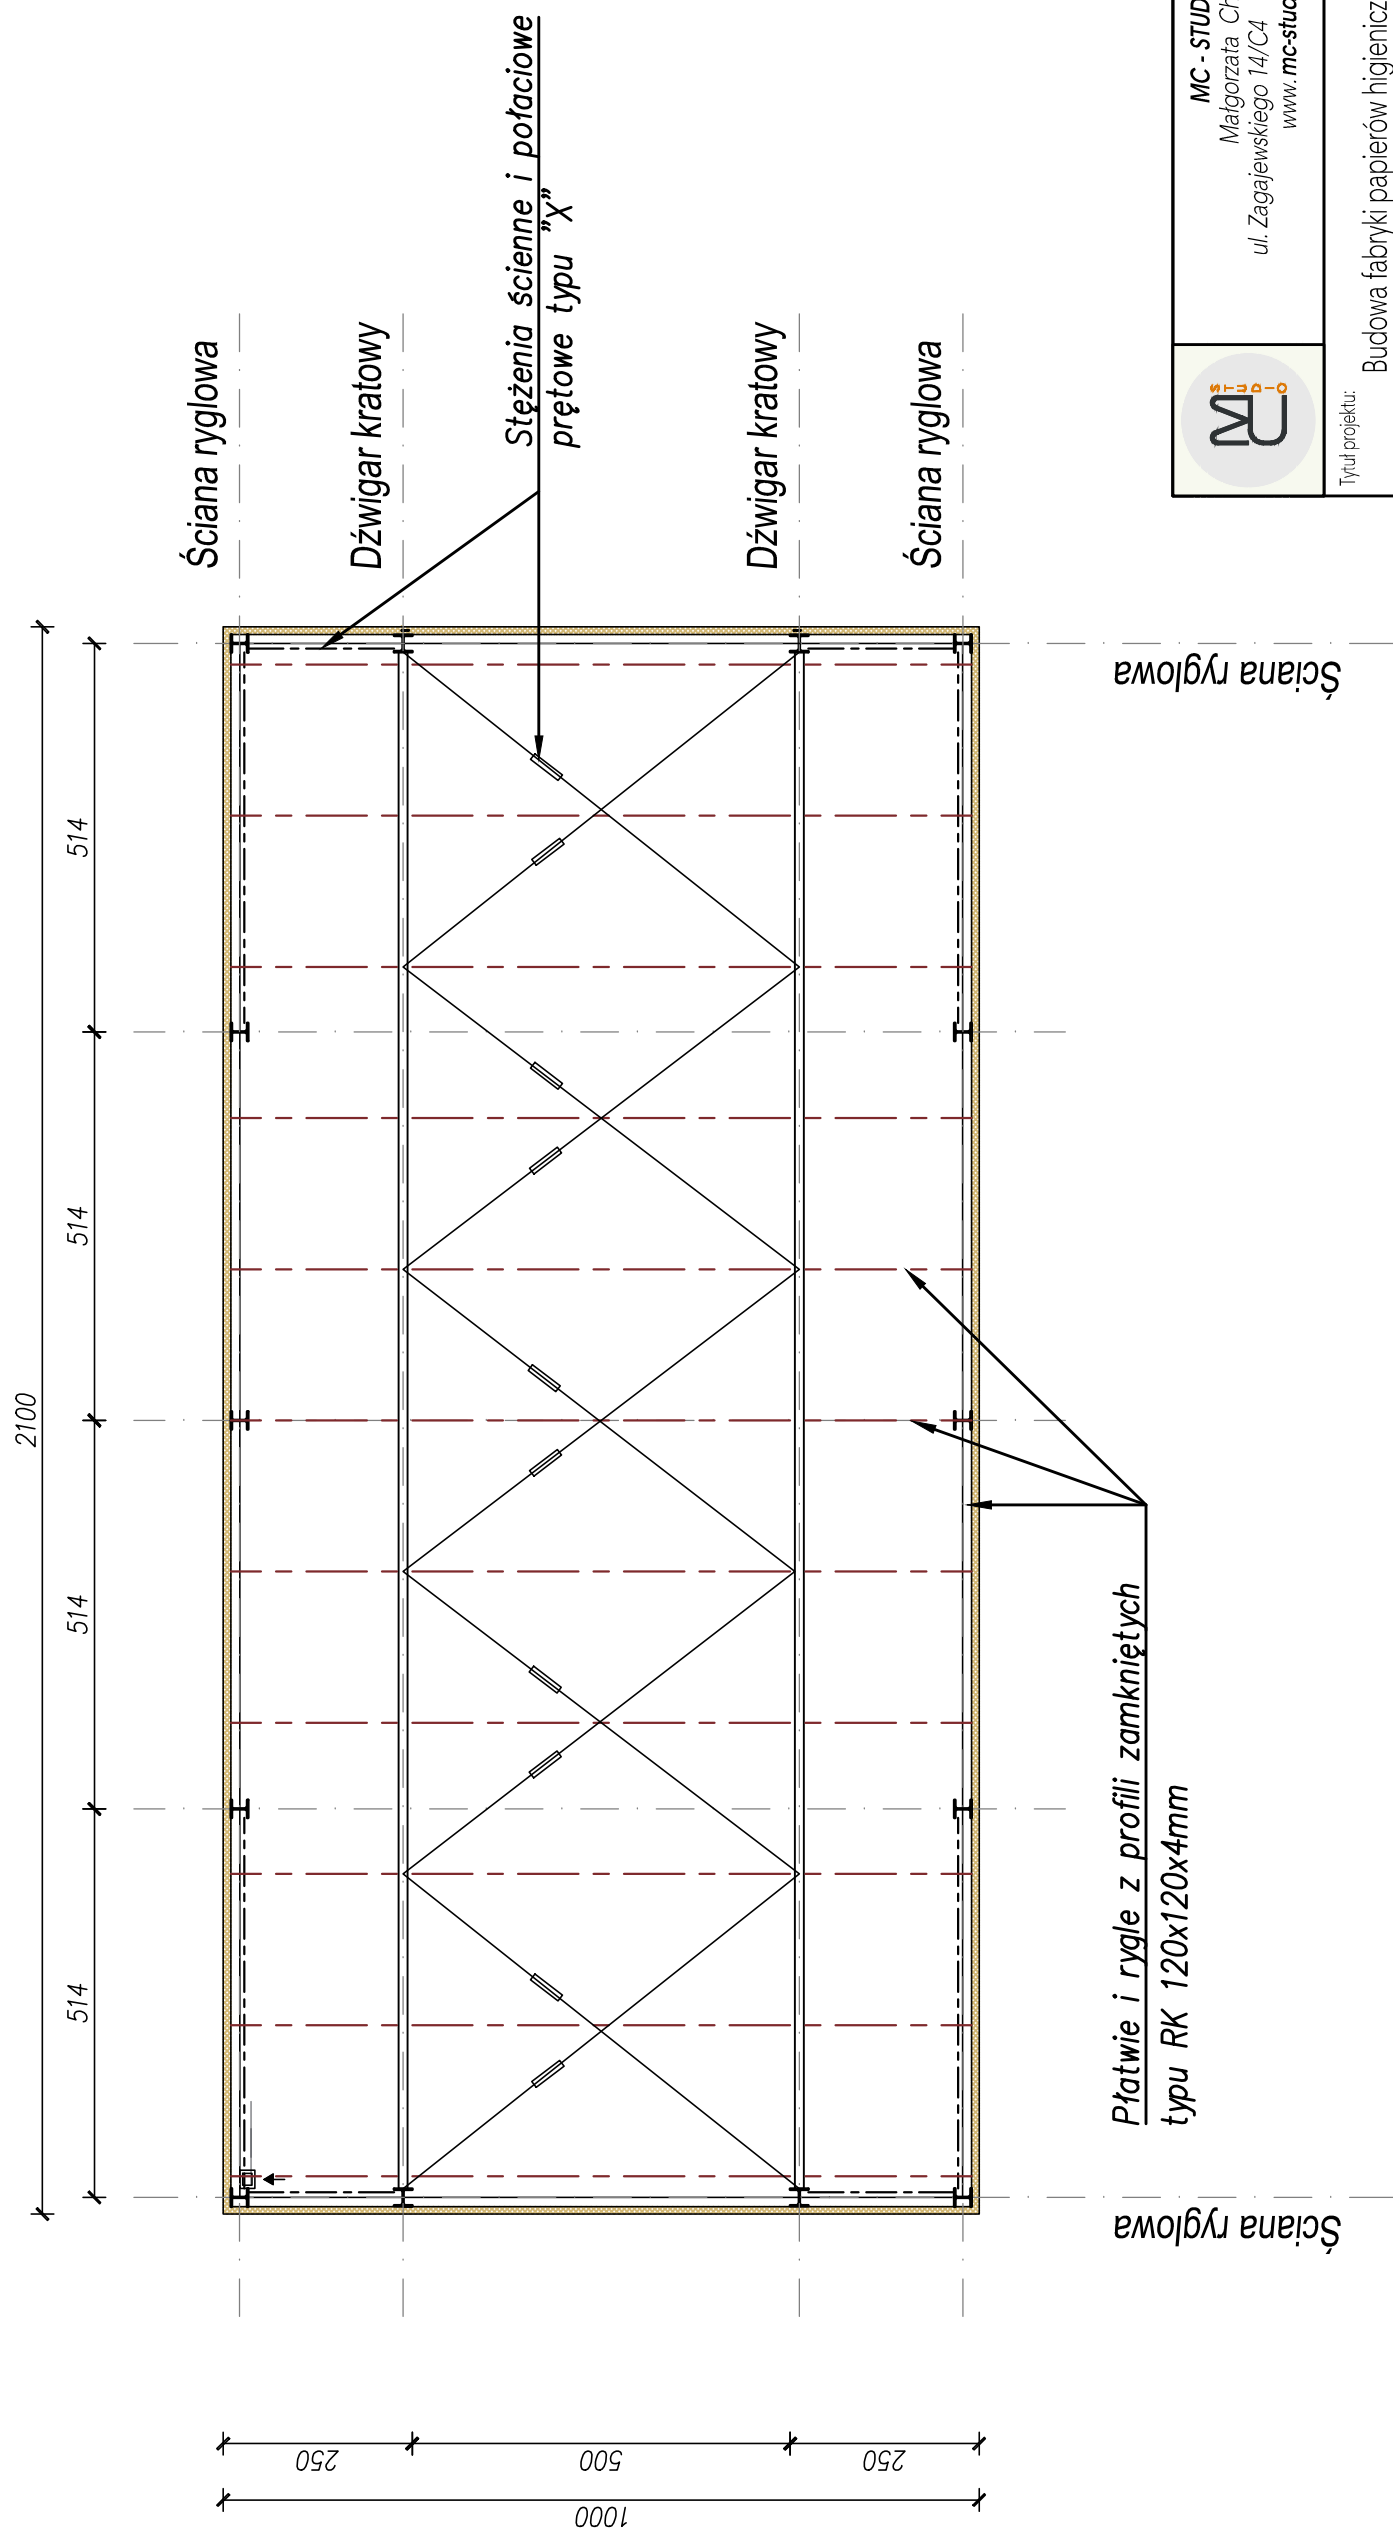 2100
514
514
514
514
Ściana ryglowa
Dźwigar kratowy
Stężenia ścienne i połaciowe
prętowe typu "X"
Dźwigar kratowy
Ściana ryglowa
Ściana ryglowa
Ściana ryglowa
Płatwie i rygle z profili zamkniętych
typu RK 120x120x4mm
250
500
250
1000
STUDIO
MC - STUD
Małgorzata Ch
ul. Zagajewskiego 14/C4
www.mc-stud
Tytuł projektu:
Budowa fabryki papierów higienicz